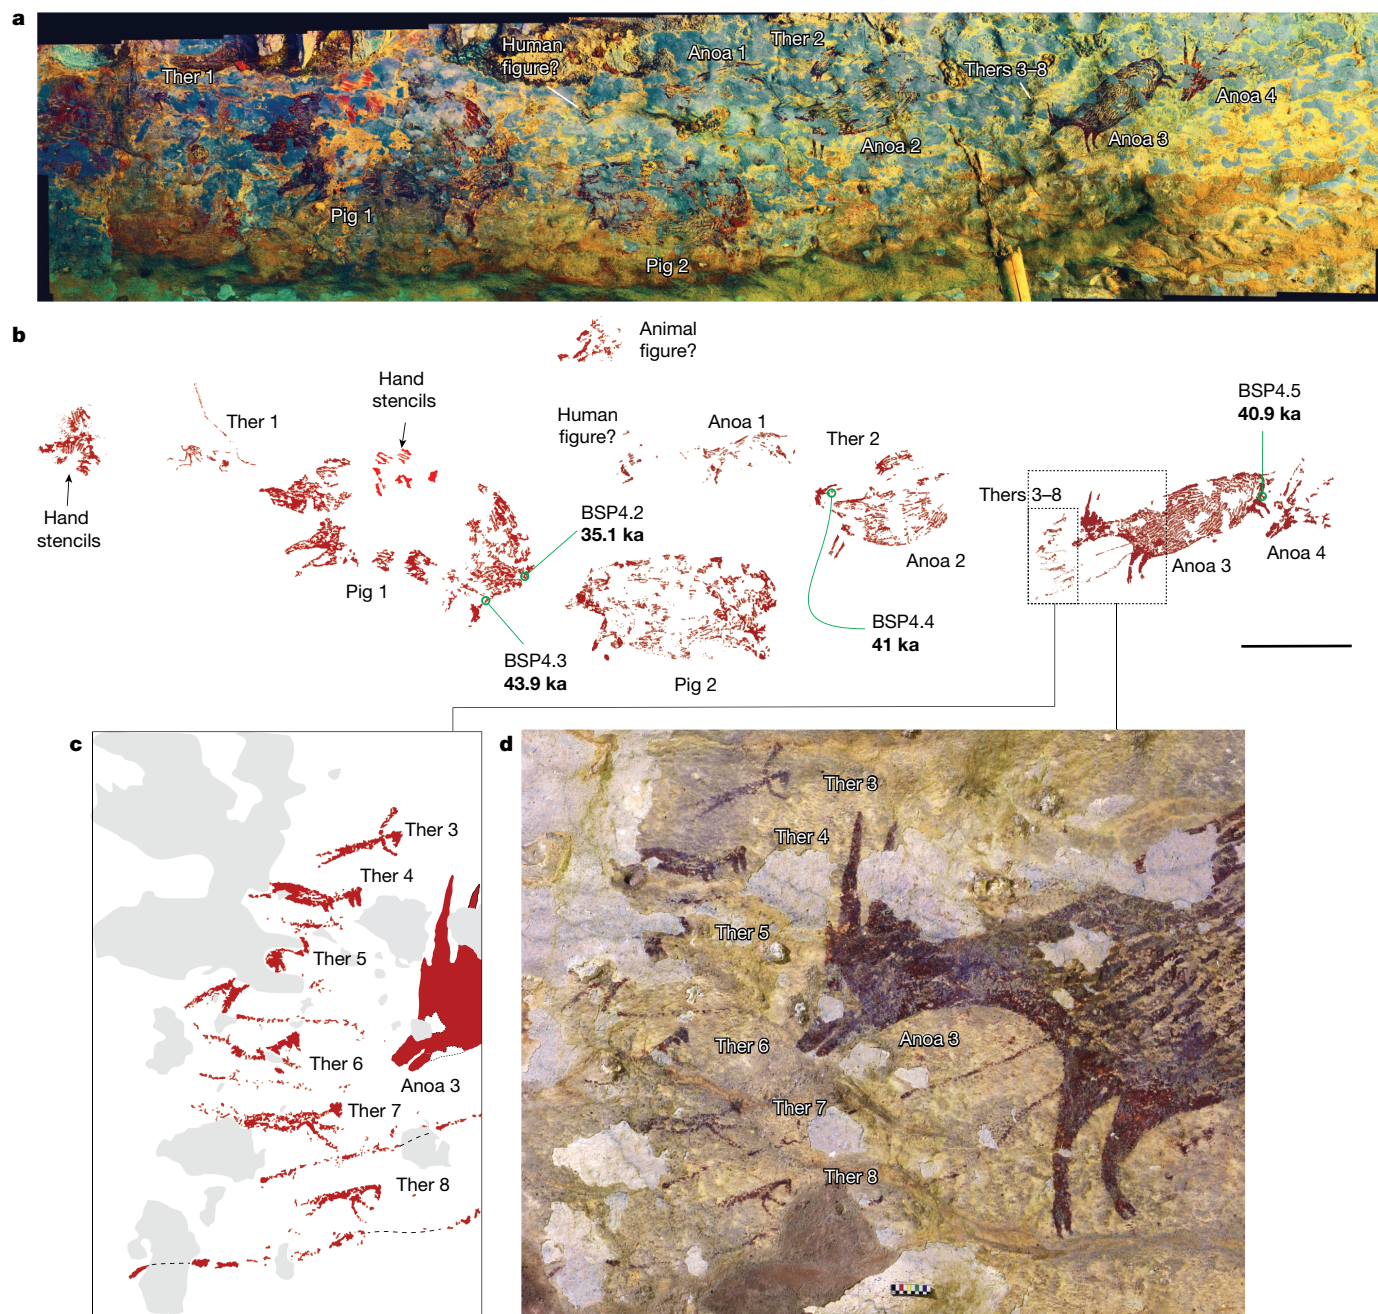 a
Ther 1
Human
figure?
Anoa 1
Ther 2
Thers 3–8
Anoa 4
Anoa 3
Anoa 2
Pig 1
Pig 2
b
Animal
figure?
Hand
stencils
Ther 1
Human
figure?
Anoa 1
Ther 2
BSP4.5
40.9 ka
Thers 3–8
Hand
stencils
BSP4.2
35.1 ka
Anoa 2
Anoa 3
Anoa 4
Pig 1
BSP4.4
41 ka
BSP4.3
43.9 ka
Pig 2
c
Ther 3
Ther 4
Ther 5
Ther 6
Anoa 3
Ther 7
Ther 8
d
Ther 3
Ther 4
Ther 5
Ther 6
Anoa 3
Ther 7
Ther 8